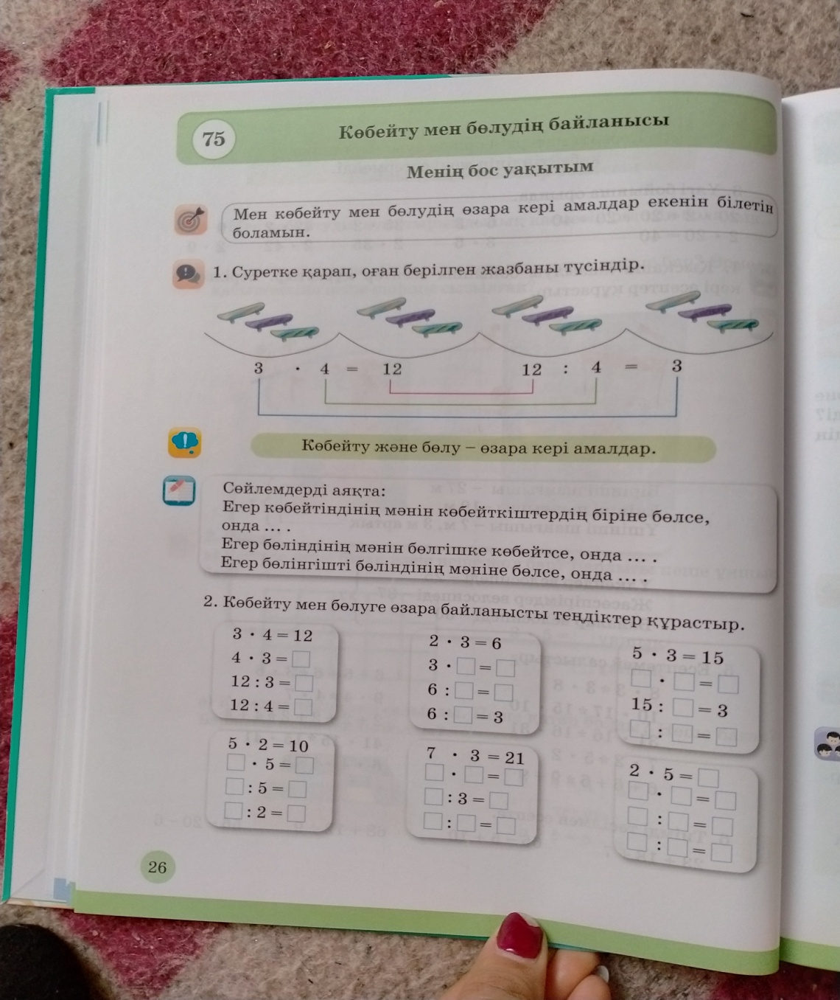 75
Көбейту мен бөлудің байланысы
Менің бос уақытым
Мен көбейту мен бөлудің өзара кері амалдар екенін білетін
боламын.
1. Суретке қарап, оған берілген жазбаны түсіндір.
3 · 4 = 12 12 : 4 = 3
Көбейту және бөлу – өзара кері амалдар.
Сөйлемдерді аяқта:
Егер көбейтіндінің мәнін көбейткіштердің біріне бөлсе,
онда ... .
Егер бөліндінің мәнін бөлгішке көбейтсе, онда ... .
Егер бөлінгішті бөліндінің мәніне бөлсе, онда ... .
2. Көбейту мен бөлуге өзара байланысты теңдіктер құрастыр.
3 · 4 = 12
4 · 3 = □
12 : 3 = □
12 : 4 = □
2 · 3 = 6
3 · □ = □
6 : □ = □
6 : □ = 3
5 · 3 = 15
□ · □ = □
15 : □ = 3
□ : □ = □
5 · 2 = 10
□ · 5 = □
□ : 5 = □
□ : 2 = □
7 · 3 = 21
□ · □ = □
□ : 3 = □
□ : □ = □
2 · 5 = □
□ · □ = □
□ : □ = □
□ : □ = □
26